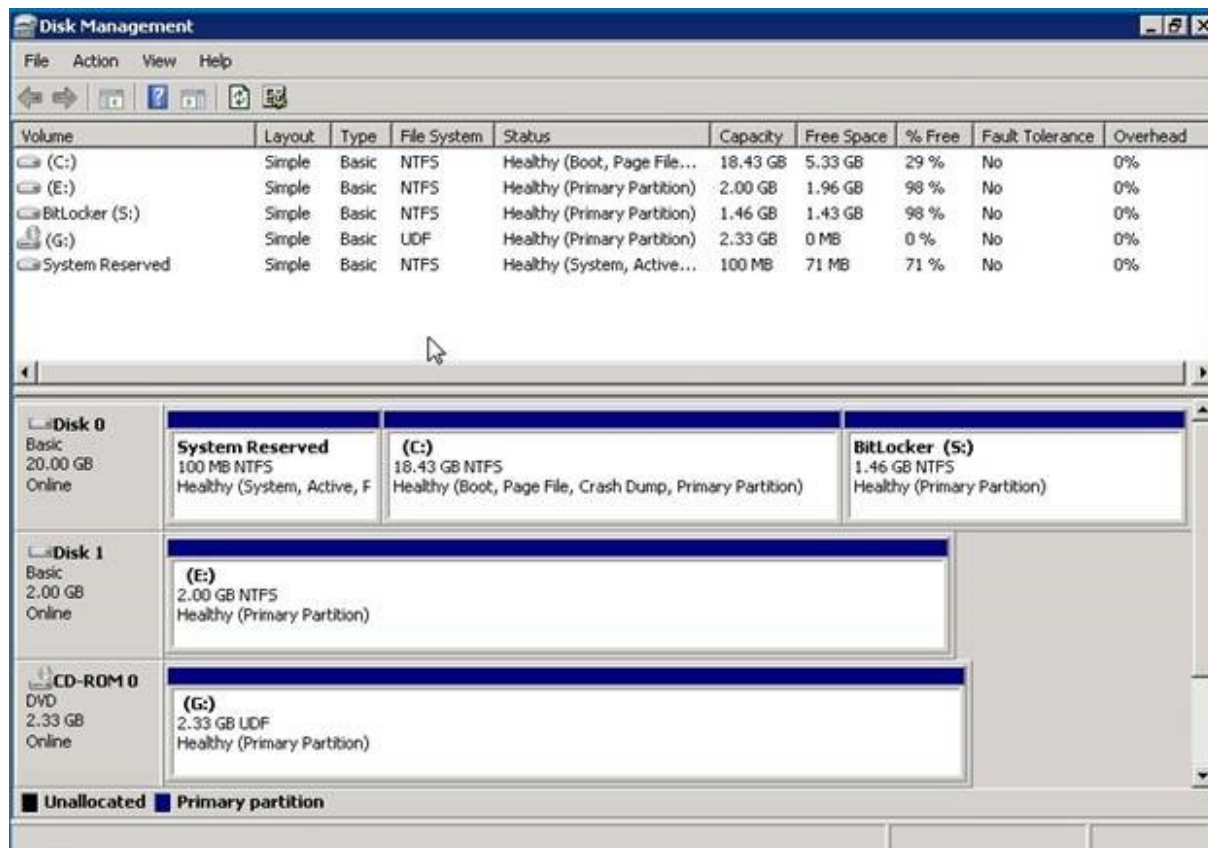 Disk Management
File Action View Help
Volume Layout Type File System Status Capacity Free Space % Free Fault Tolerance Overhead
(C:) Simple Basic NTFS Healthy (Boot, Page File... 18.43 GB 5.33 GB 29 % No 0%
(E:) Simple Basic NTFS Healthy (Primary Partition) 2.00 GB 1.96 GB 98 % No 0%
BitLocker (S:) Simple Basic NTFS Healthy (Primary Partition) 1.46 GB 1.43 GB 98 % No 0%
(G:) Simple Basic UDF Healthy (Primary Partition) 2.33 GB 0 MB 0 % No 0%
System Reserved Simple Basic NTFS Healthy (System, Active... 100 MB 71 MB 71 % No 0%
Disk 0
Basic
20.00 GB
Online
System Reserved
100 MB NTFS
Healthy (System, Active, F
(C:)
18.43 GB NTFS
Healthy (Boot, Page File, Crash Dump, Primary Partition)
BitLocker (S:)
1.46 GB NTFS
Healthy (Primary Partition)
Disk 1
Basic
2.00 GB
Online
(E:)
2.00 GB NTFS
Healthy (Primary Partition)
CD-ROM 0
DVD
2.33 GB
Online
(G:)
2.33 GB UDF
Healthy (Primary Partition)
Unallocated Primary partition